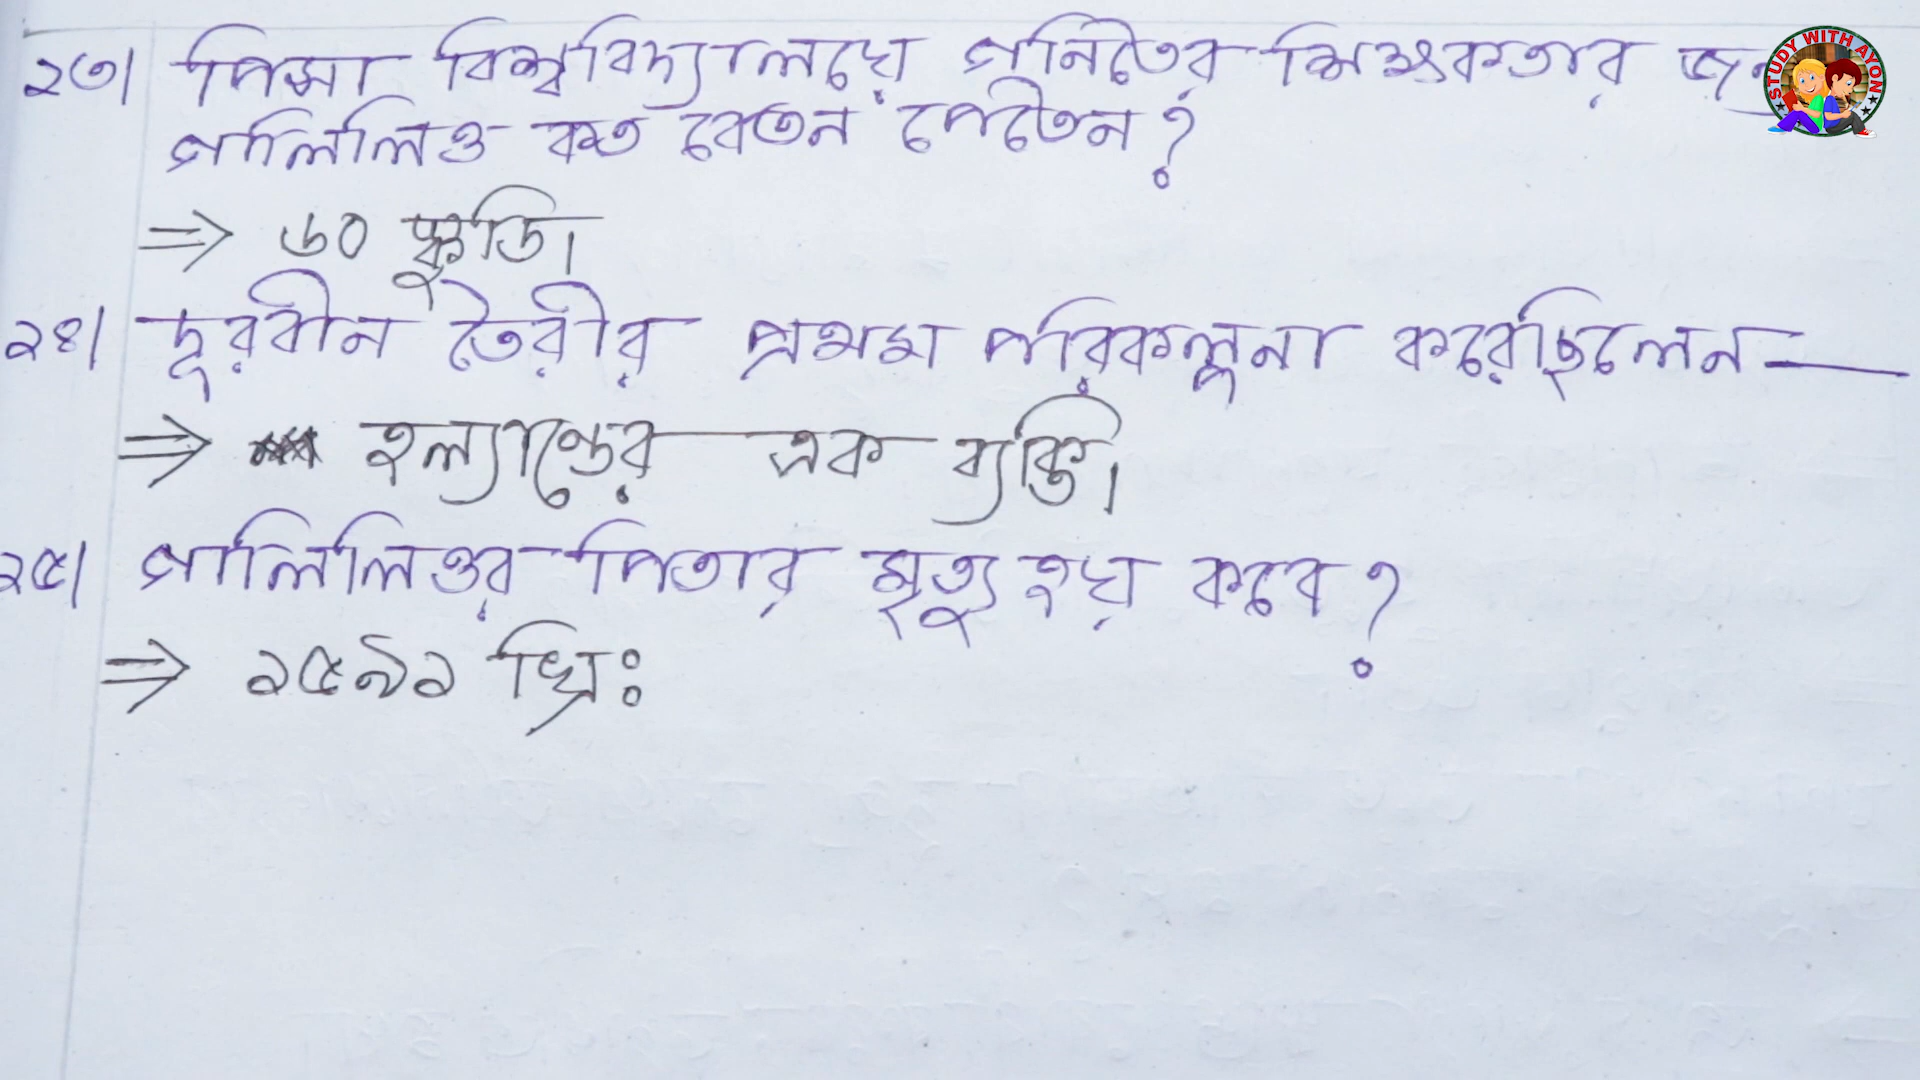 ২৩। পিসা বিশ্ববিদ্যালয়ে গনিতের শিক্ষকতার জন্য
গালিলিও কত বেতন পেতেন?
⇒ ৬০ স্কুডি।
২৪। দূরবীন তৈরীর প্রথম পরিকল্পনা করেছিলেন—
⇒ হল্যান্ডের এক ব্যক্তি।
২৫। গালিলিওর পিতার মৃত্যু হয় কবে?
⇒ ১৫৯১ খ্রিঃ
STUDY WITH AYON